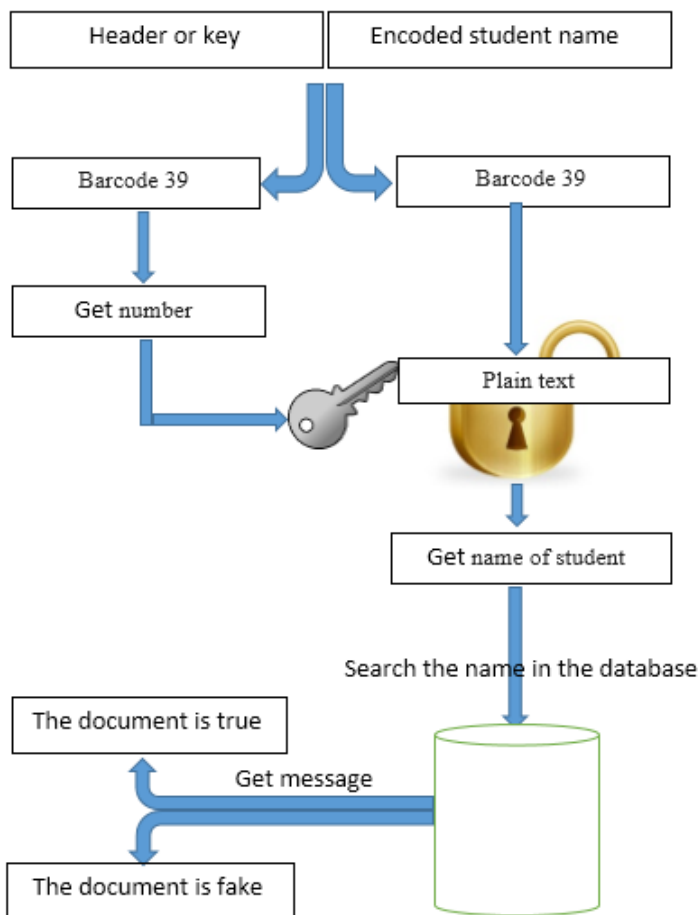 Header or key
Encoded student name
Barcode 39
Barcode 39
Get number
Plain text
Get name of student
Search the name in the database
The document is true
Get message
The document is fake